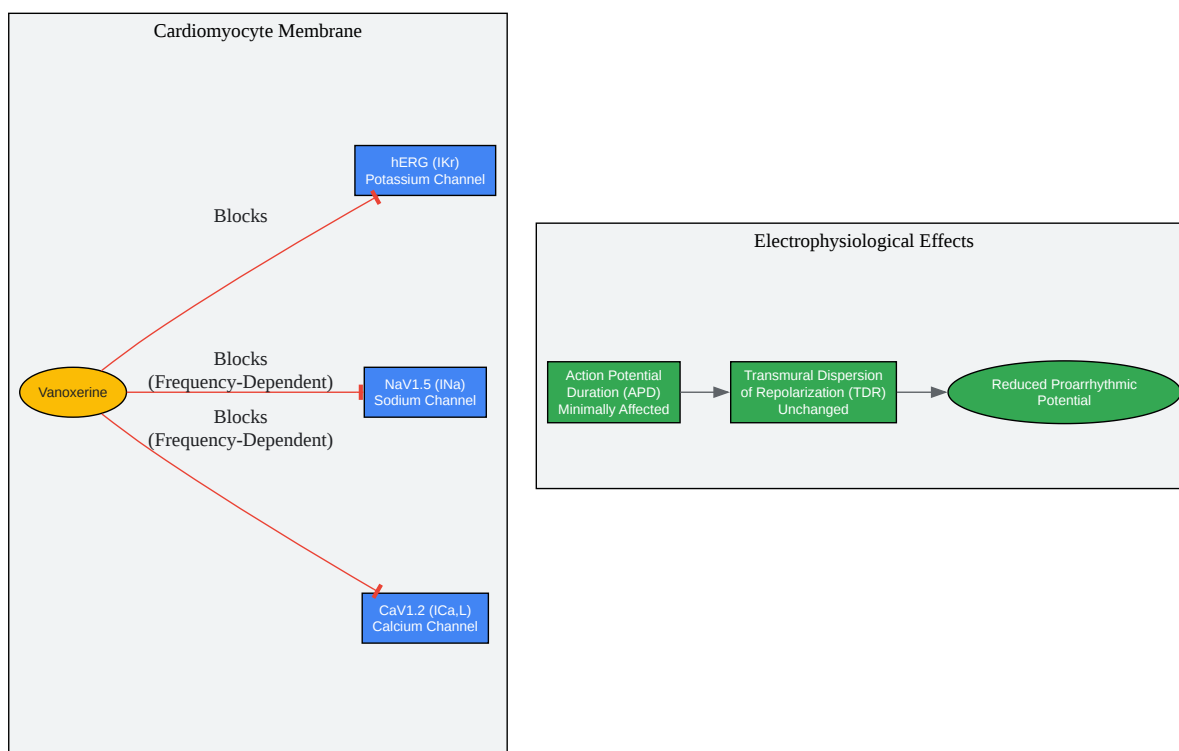 Cardiomyocyte Membrane
hERG (IKr)
Potassium Channel
Blocks
Blocks
(Frequency-Dependent)
Vanoxerine
NaV1.5 (INa)
Sodium Channel
Blocks
(Frequency-Dependent)
CaV1.2 (ICa,L)
Calcium Channel
Electrophysiological Effects
Action Potential
Duration (APD)
Minimally Affected
Transmural Dispersion
of Repolarization (TDR)
Unchanged
Reduced Proarrhythmic
Potential